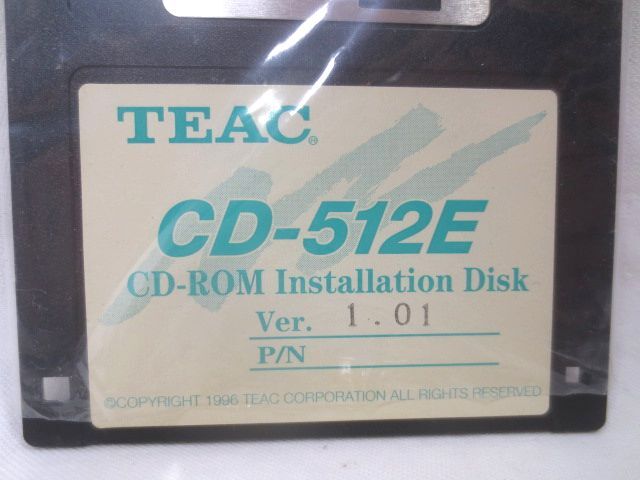 TEAC®
CD-512E
CD-ROM Installation Disk
Ver. 1.01
P/N
©COPYRIGHT 1996 TEAC CORPORATION ALL RIGHTS RESERVED